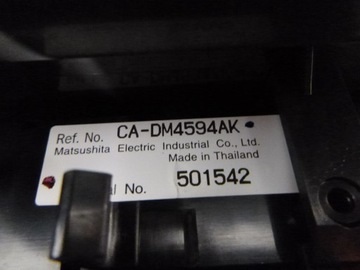 Ref. No. CA-DM4594AK
Matsushita Electric Industrial Co., Ltd.
Made in Thailand
No. 501542